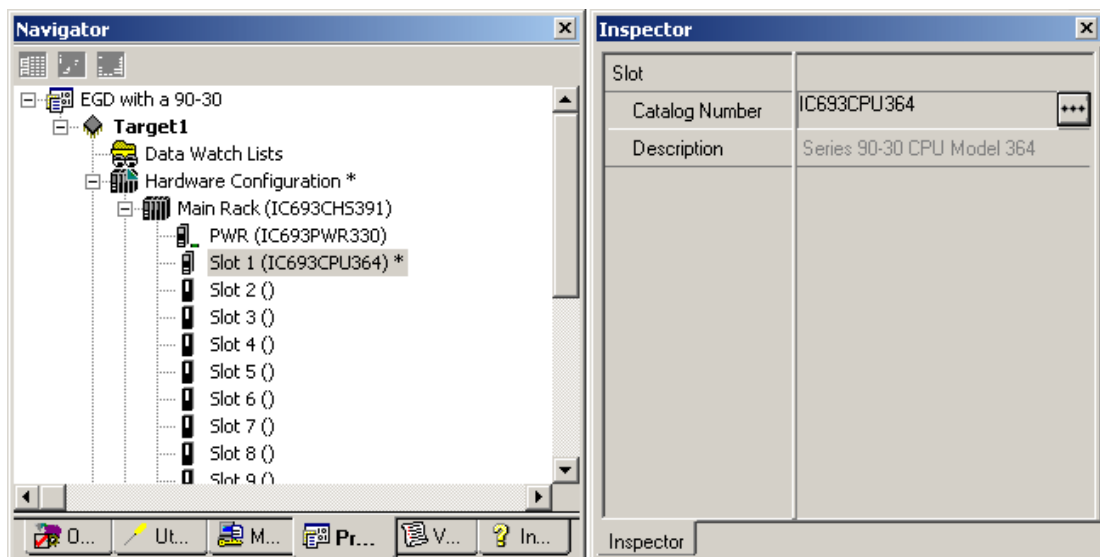 Navigator
EGD with a 90-30
Target1
Data Watch Lists
Hardware Configuration *
Main Rack (IC693CHS391)
PWR (IC693PWR330)
Slot 1 (IC693CPU364) *
Slot 2 ()
Slot 3 ()
Slot 4 ()
Slot 5 ()
Slot 6 ()
Slot 7 ()
Slot 8 ()
Slot 9 ()
O... Ut... M... Pr... V... In...
Inspector
Slot
Catalog Number IC693CPU364
Description Series 90-30 CPU Model 364
Inspector